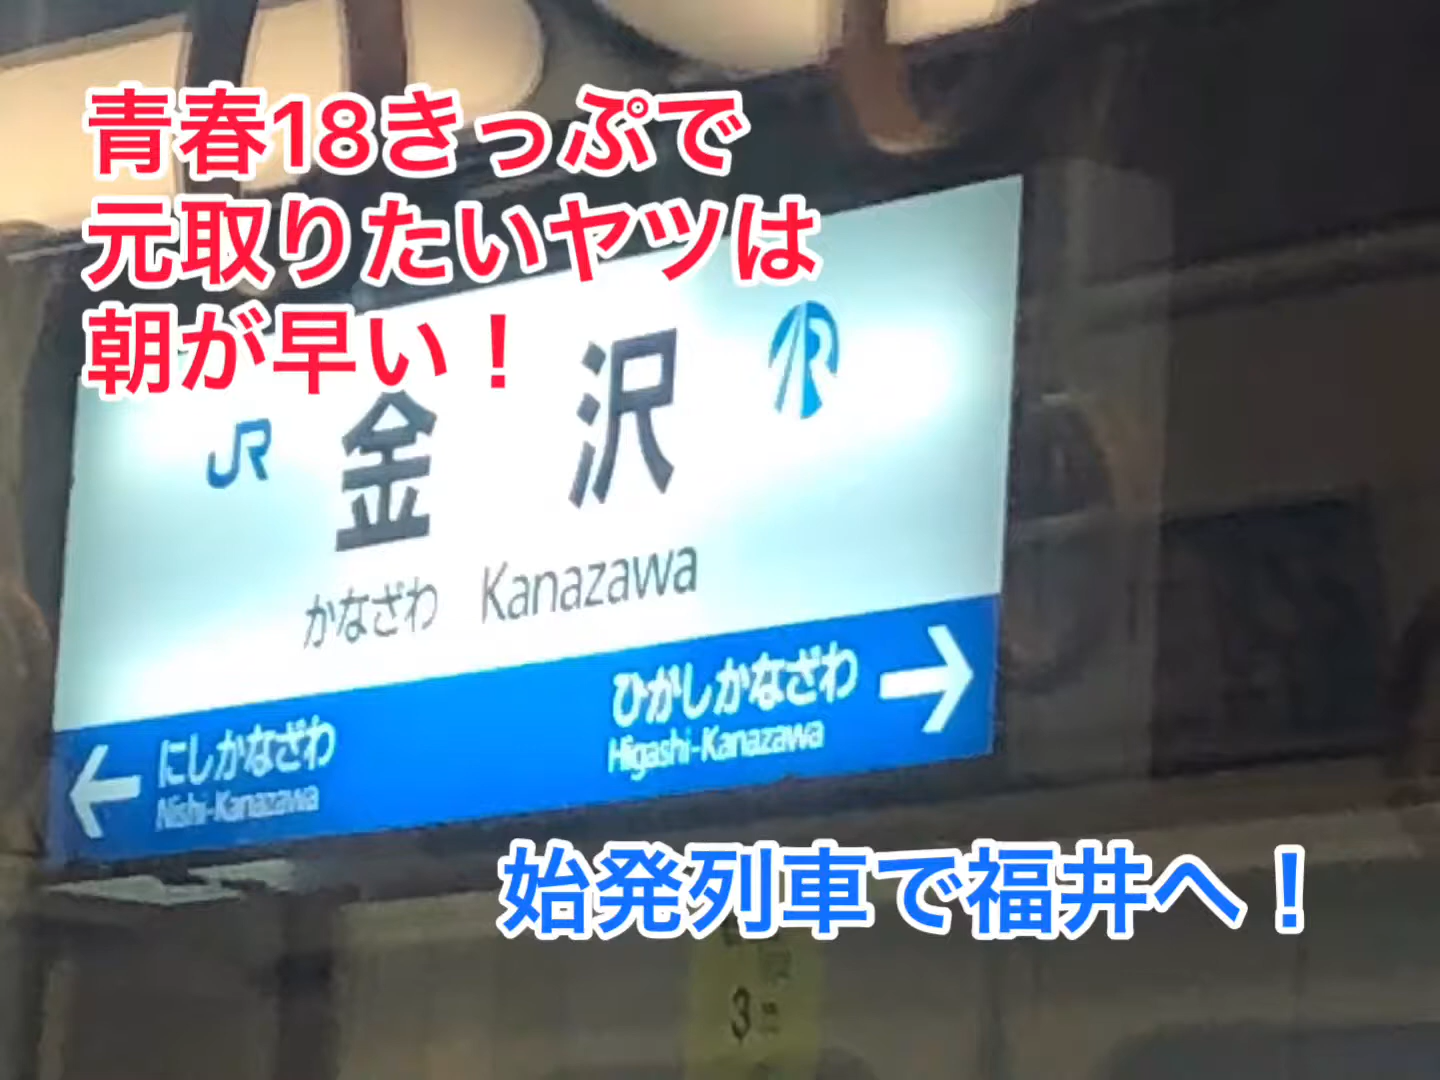 青春18きっぷで
元取りたいヤツは
朝が早い!
JR 金沢 IR
かなざわ Kanazawa
ひがしかなざわ
Higashi-Kanazawa
にしかなざわ
Nishi-Kanazawa
始発列車で福井へ!
3